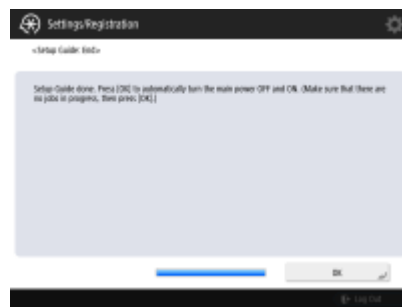 Settings/Registration
<Setup Guide: End>
Setup Guide done. Press [OK] to automatically turn the main power OFF and ON. (Make sure that there are
no jobs in progress, then press [OK].)
OK
Log Out